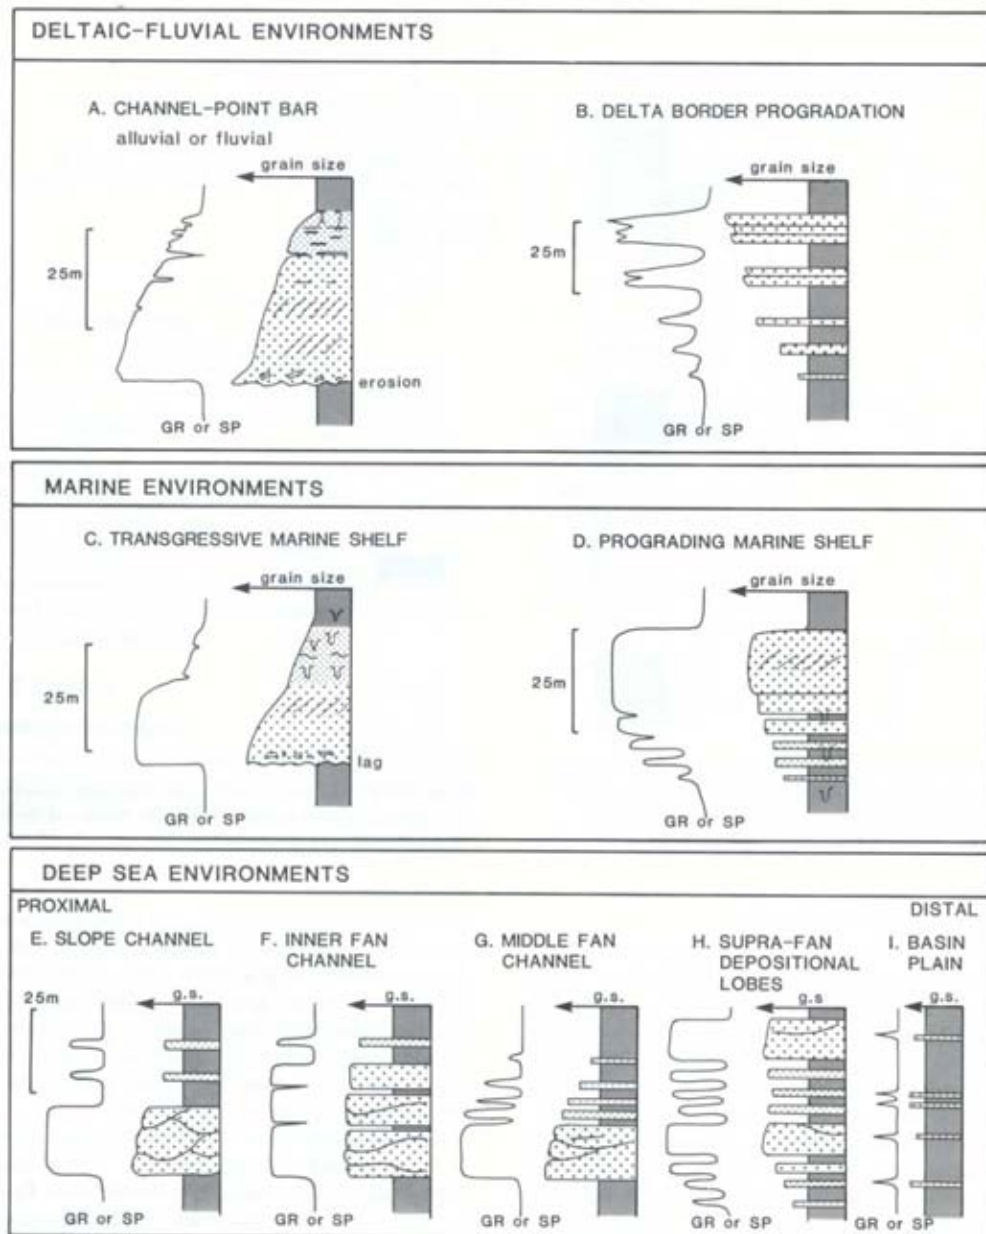 DELTAIC-FLUVIAL ENVIRONMENTS
A. CHANNEL-POINT BAR
alluvial or fluvial
grain size
25m
erosion
GR or SP
B. DELTA BORDER PROGRADATION
grain size
25m
GR or SP
MARINE ENVIRONMENTS
C. TRANSGRESSIVE MARINE SHELF
grain size
25m
lag
GR or SP
D. PROGRADING MARINE SHELF
grain size
25m
GR or SP
DEEP SEA ENVIRONMENTS
PROXIMAL
DISTAL
E. SLOPE CHANNEL
25m
g.s.
GR or SP
F. INNER FAN
CHANNEL
g.s.
GR or SP
G. MIDDLE FAN
CHANNEL
g.s.
GR or SP
H. SUPRA-FAN
DEPOSITIONAL
LOBES
g.s
GR or SP
I. BASIN
PLAIN
g.s.
GR or SP